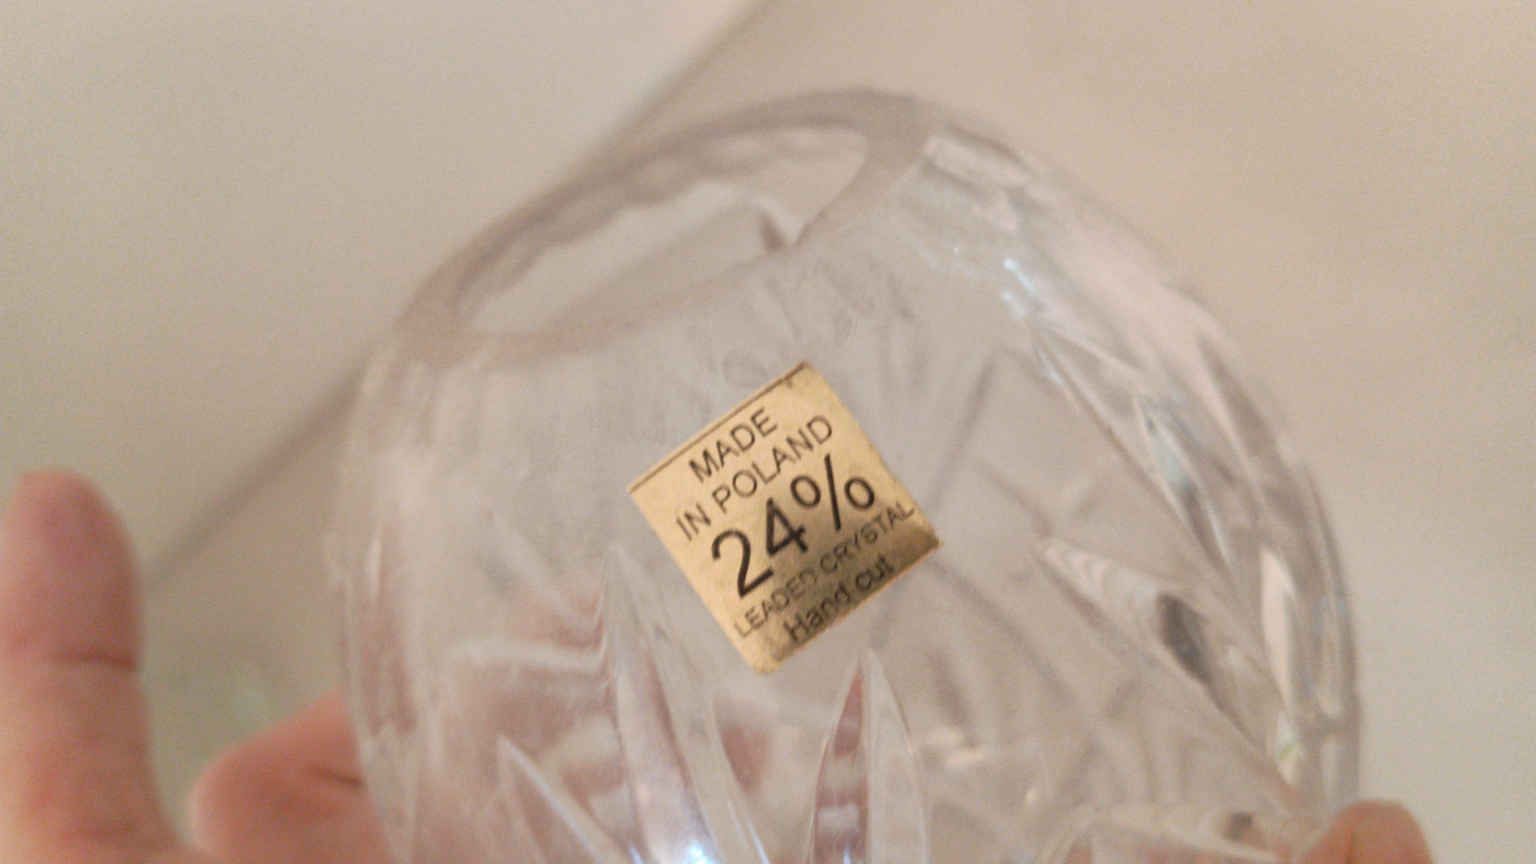 MADE
IN POLAND
24%
LEADED CRYSTAL
Hand cut